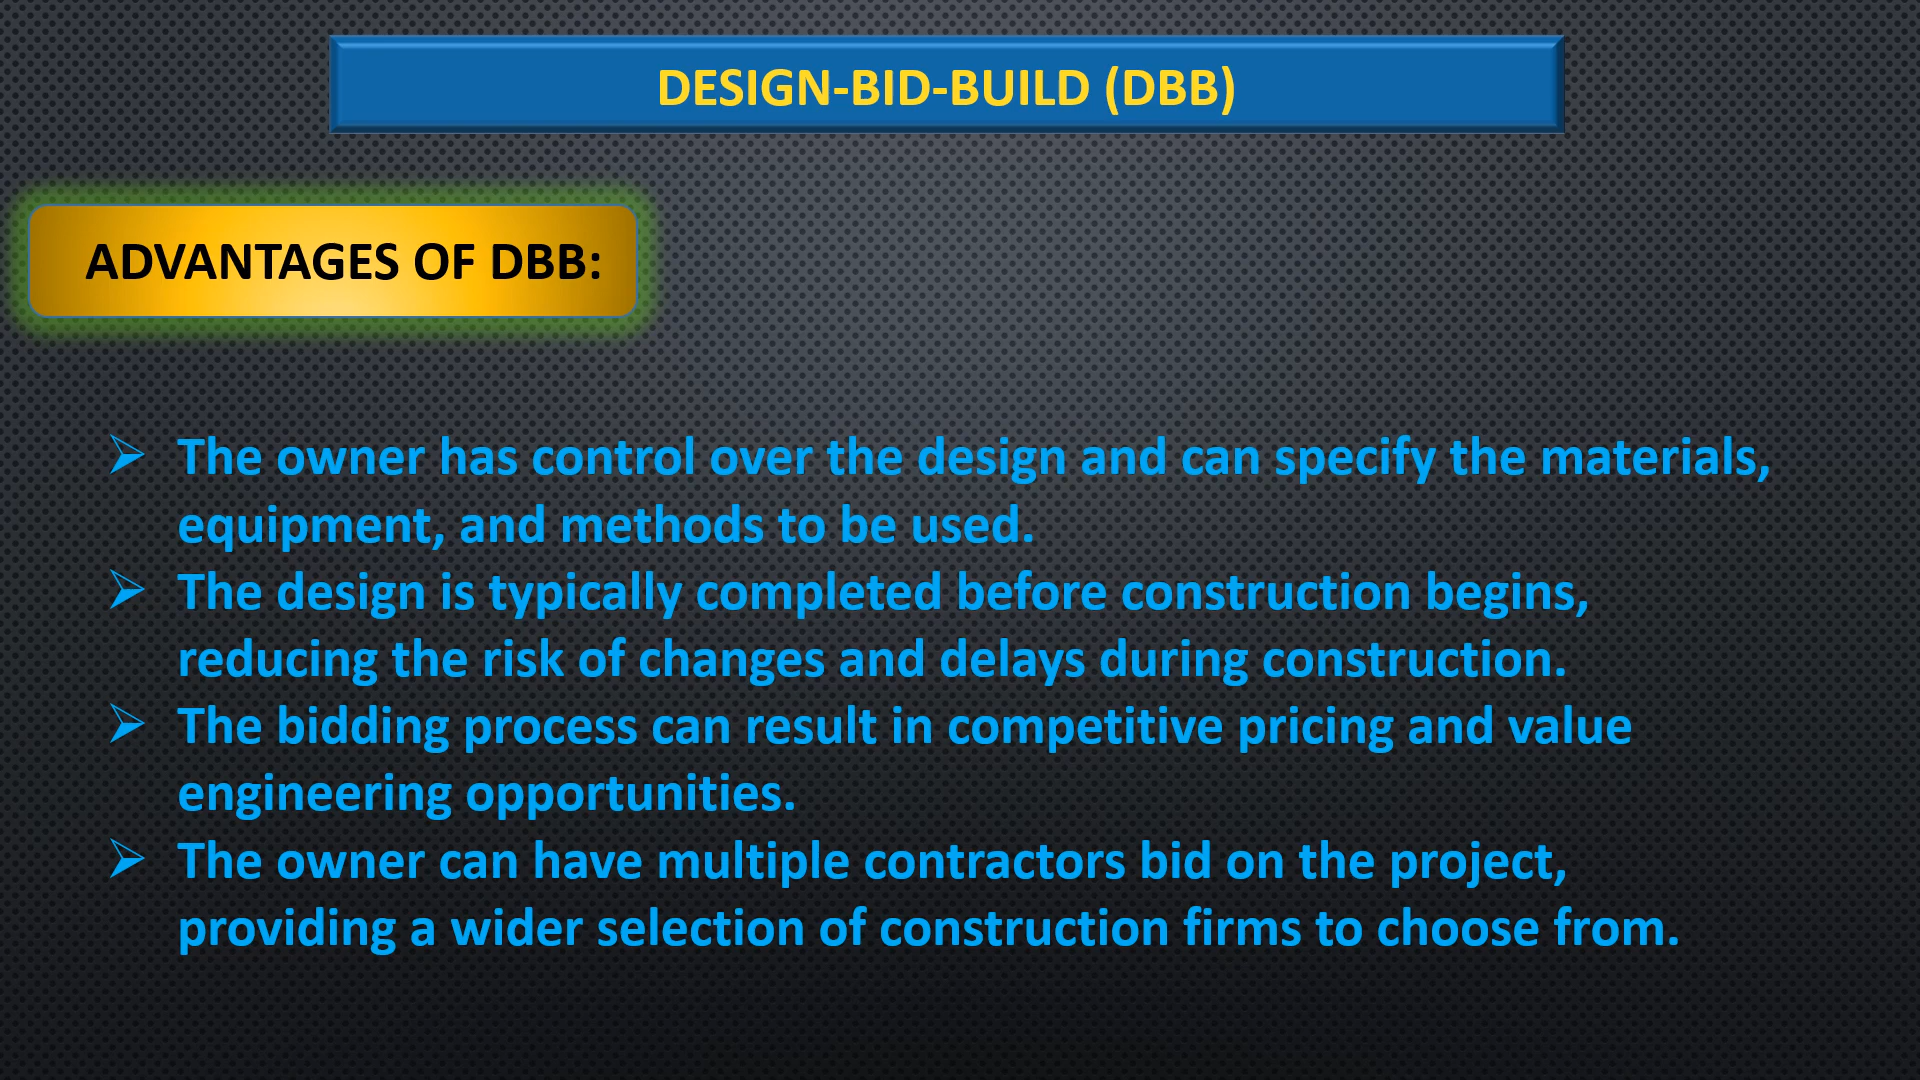 DESIGN-BID-BUILD (DBB)
ADVANTAGES OF DBB:
➢ The owner has control over the design and can specify the materials,
equipment, and methods to be used.
➢ The design is typically completed before construction begins,
reducing the risk of changes and delays during construction.
➢ The bidding process can result in competitive pricing and value
engineering opportunities.
➢ The owner can have multiple contractors bid on the project,
providing a wider selection of construction firms to choose from.